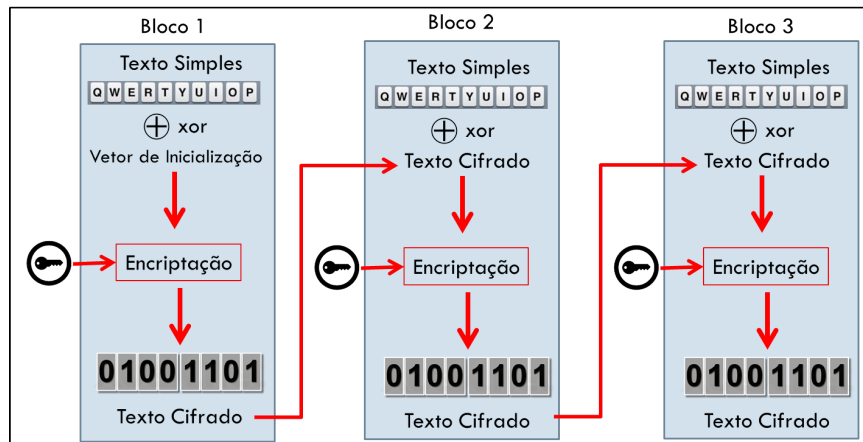 Bloco 1
Texto Simples
QWERTYUIOP
xor
Vetor de Inicialização
Encriptação
01001101
Texto Cifrado
Bloco 2
Texto Simples
QWERTYUIOP
xor
Texto Cifrado
Encriptação
01001101
Texto Cifrado
Bloco 3
Texto Simples
QWERTYUIOP
xor
Texto Cifrado
Encriptação
01001101
Texto Cifrado